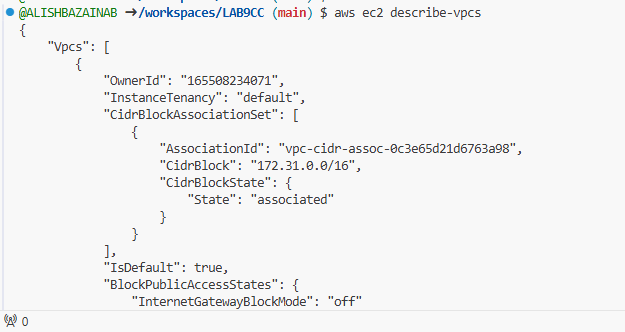 @ALISHBAZAINAB ➜/workspaces/LAB9CC (main) $ aws ec2 describe-vpcs
{
    "Vpcs": [
        {
            "OwnerId": "165508234071",
            "InstanceTenancy": "default",
            "CidrBlockAssociationSet": [
                {
                    "AssociationId": "vpc-cidr-assoc-0c3e65d21d6763a98",
                    "CidrBlock": "172.31.0.0/16",
                    "CidrBlockState": {
                        "State": "associated"
                    }
                }
            ],
            "IsDefault": true,
            "BlockPublicAccessStates": {
                "InternetGatewayBlockMode": "off"
0